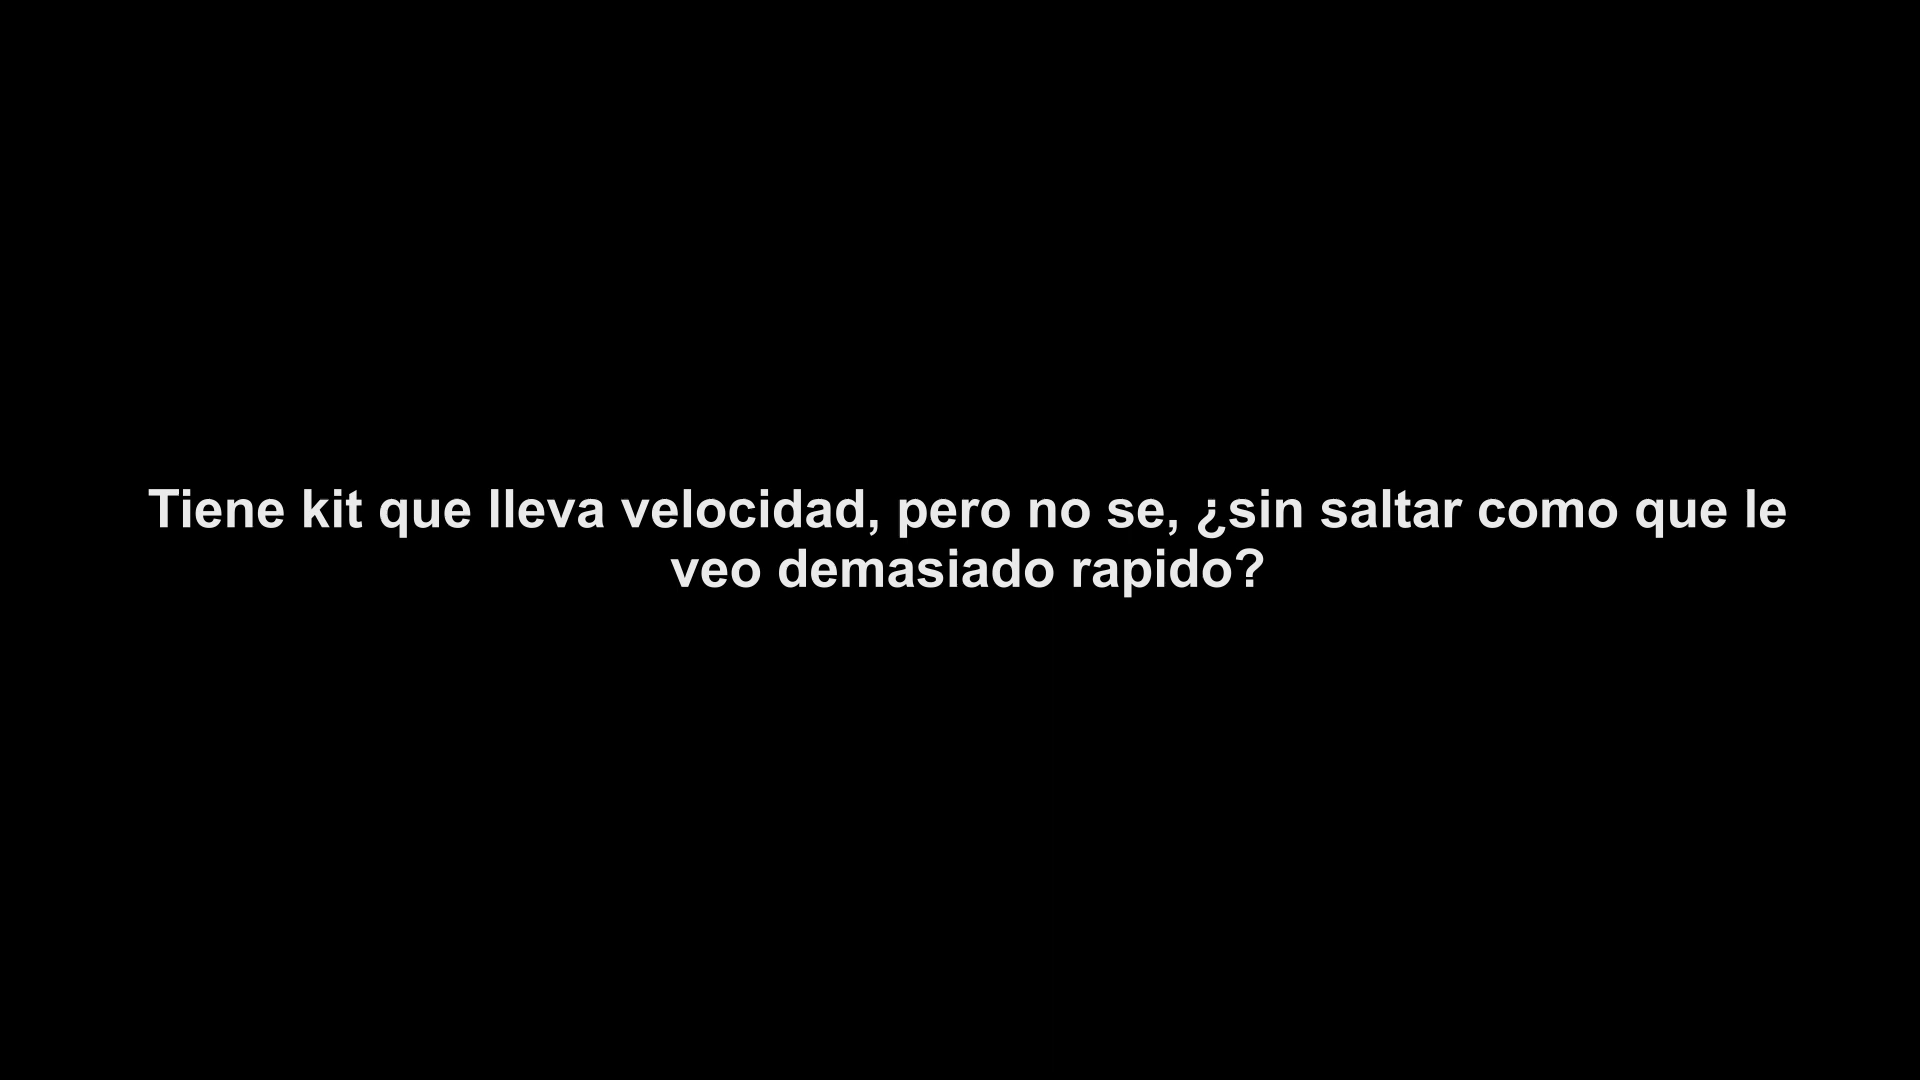 Tiene kit que lleva velocidad, pero no se, ¿sin saltar como que le
veo demasiado rapido?